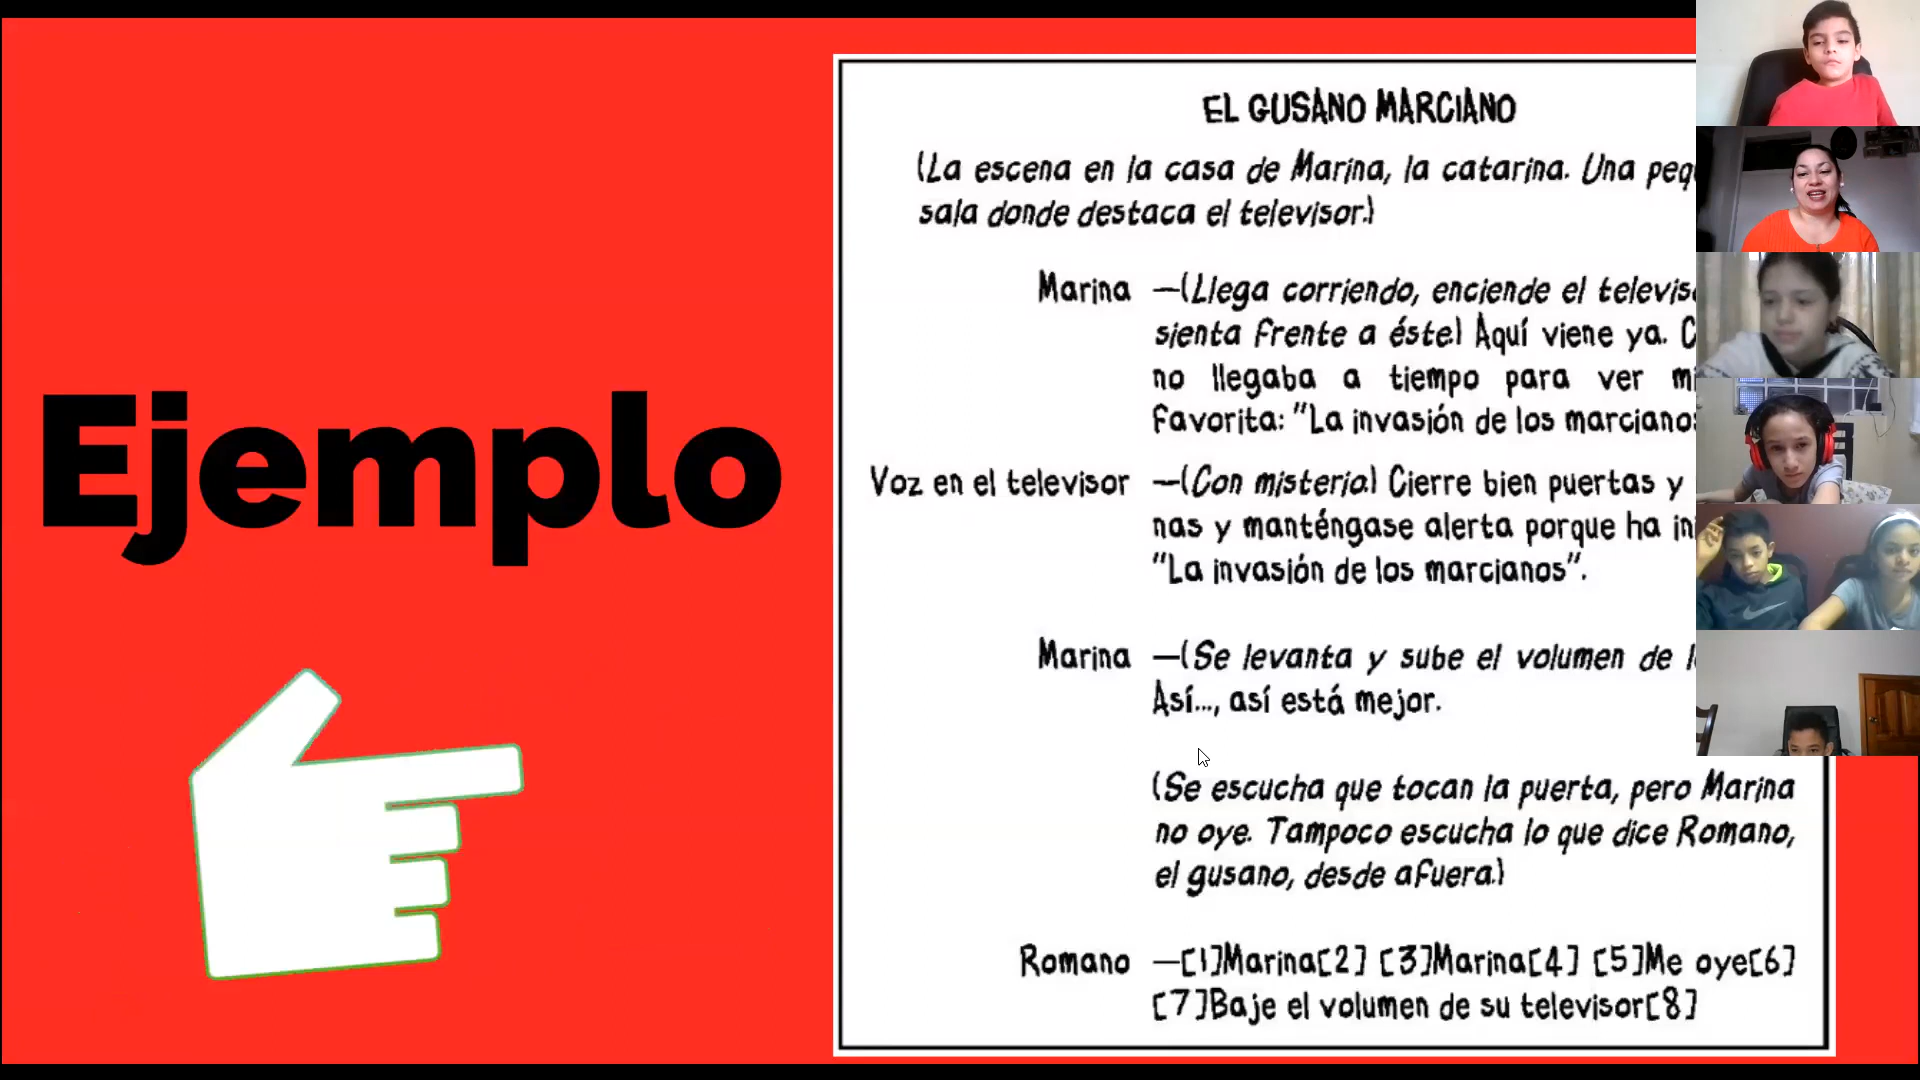 Ejemplo
EL GUSANO MARCIANO
(La escena en la casa de Marina, la catarina. Una
sala donde destaca el televisor.)
Marina —(Llega corriendo, enciende el
sienta frente a éste.) Aquí viene ya.
no llegaba a tiempo para ver
favorita: "La invasión de los
Voz en el televisor —(Con misterio.) Cierre bien puertas y
nas y manténgase alerta porque ha
"La invasión de los marcianos".
Marina —(Se levanta y sube el volumen de
Así..., así está mejor.
(Se escucha que tocan la puerta, pero Marina
no oye. Tampoco escucha lo que dice Romano,
el gusano, desde afuera.)
Romano —[1]Marina[2] [3]Marina[4] [5]Me oye[6]
[7]Baje el volumen de su televisor[8]